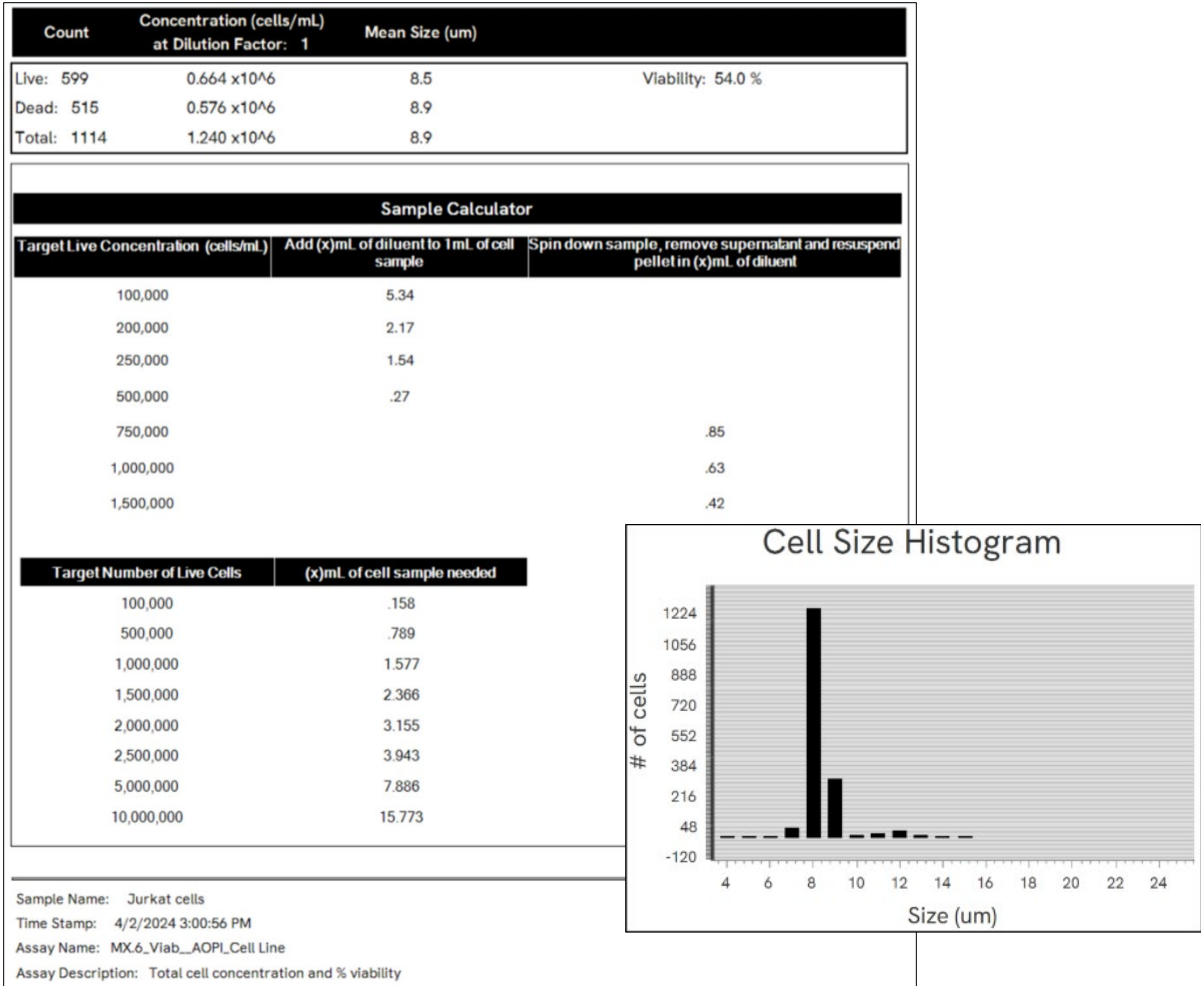 Count Concentration (cells/mL) at Dilution Factor: 1 Mean Size (um)
Live: 599 0.664 x10^6 8.5 Viability: 54.0 %
Dead: 515 0.576 x10^6 8.9
Total: 1114 1.240 x10^6 8.9
Sample Calculator
Target Live Concentration (cells/mL) Add (x)mL of diluent to 1mL of cell sample Spin down sample, remove supernatant and resuspend pellet in (x)mL of diluent
100,000 5.34
200,000 2.17
250,000 1.54
500,000 .27
750,000 .85
1,000,000 .63
1,500,000 .42
Target Number of Live Cells (x)mL of cell sample needed
100,000 .158
500,000 .789
1,000,000 1.577
1,500,000 2.366
2,000,000 3.155
2,500,000 3.943
5,000,000 7.886
10,000,000 15.773
Cell Size Histogram
# of cells
1224
1056
888
720
552
384
216
48
-120
4 6 8 10 12 14 16 18 20 22 24
Size (um)
Sample Name: Jurkat cells
Time Stamp: 4/2/2024 3:00:56 PM
Assay Name: MX.6_Viab__AOPI_Cell Line
Assay Description: Total cell concentration and % viability